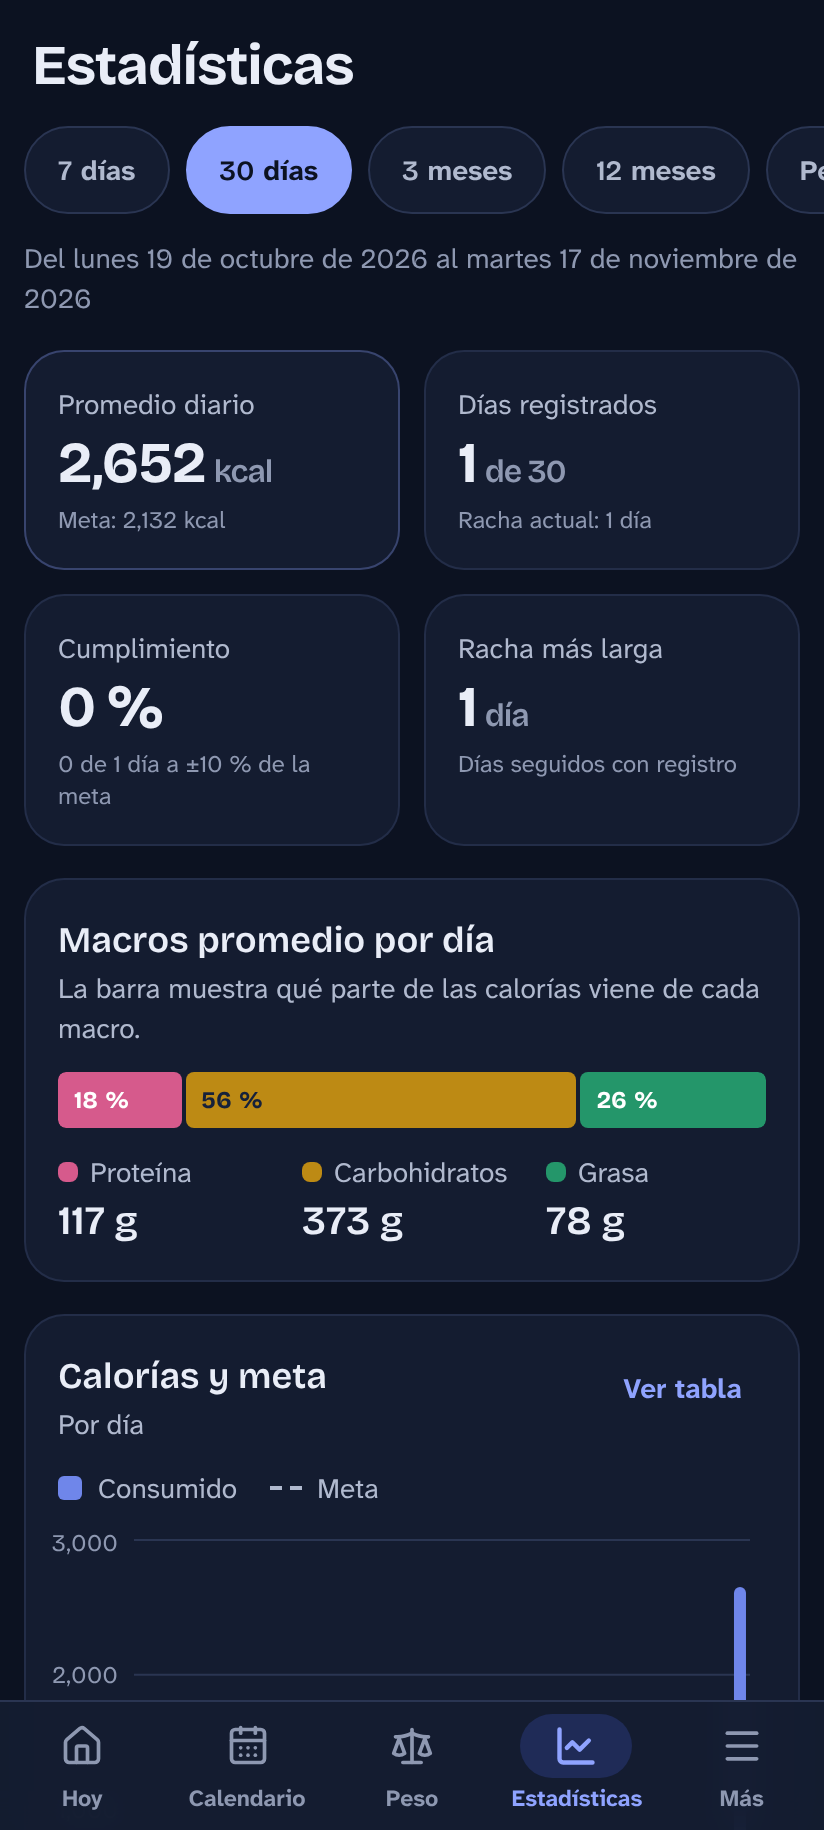 Estadísticas
7 días
30 días
3 meses
12 meses
Pe
Del lunes 19 de octubre de 2026 al martes 17 de noviembre de
2026
Promedio diario
2,652 kcal
Meta: 2,132 kcal
Días registrados
1 de 30
Racha actual: 1 día
Cumplimiento
0 %
0 de 1 día a ±10 % de la
meta
Racha más larga
1 día
Días seguidos con registro
Macros promedio por día
La barra muestra qué parte de las calorías viene de cada
macro.
18 %
56 %
26 %
Proteína
117 g
Carbohidratos
373 g
Grasa
78 g
Calorías y meta
Ver tabla
Por día
Consumido
Meta
3,000
2,000
Hoy
Calendario
Peso
Estadísticas
Más